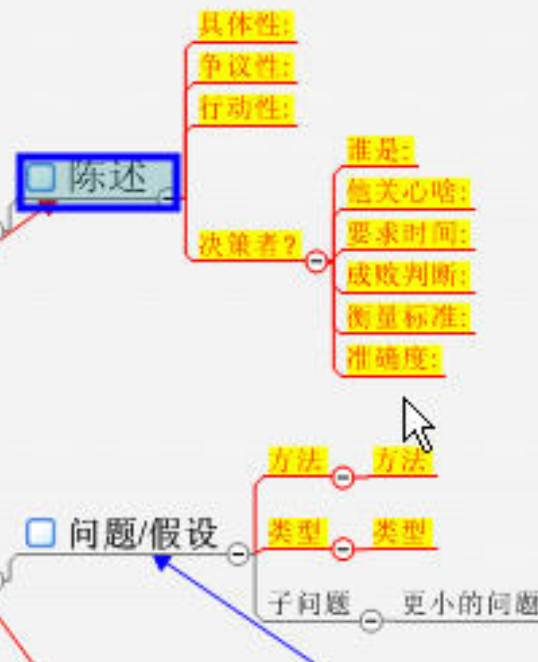 具体性:
争议性:
行动性:
陈述
决策者?
谁是:
他关心啥:
要求时间:
成败判断:
衡量标准:
准确度:
方法 方法
问题/假设
类型 类型
子问题 更小的问题